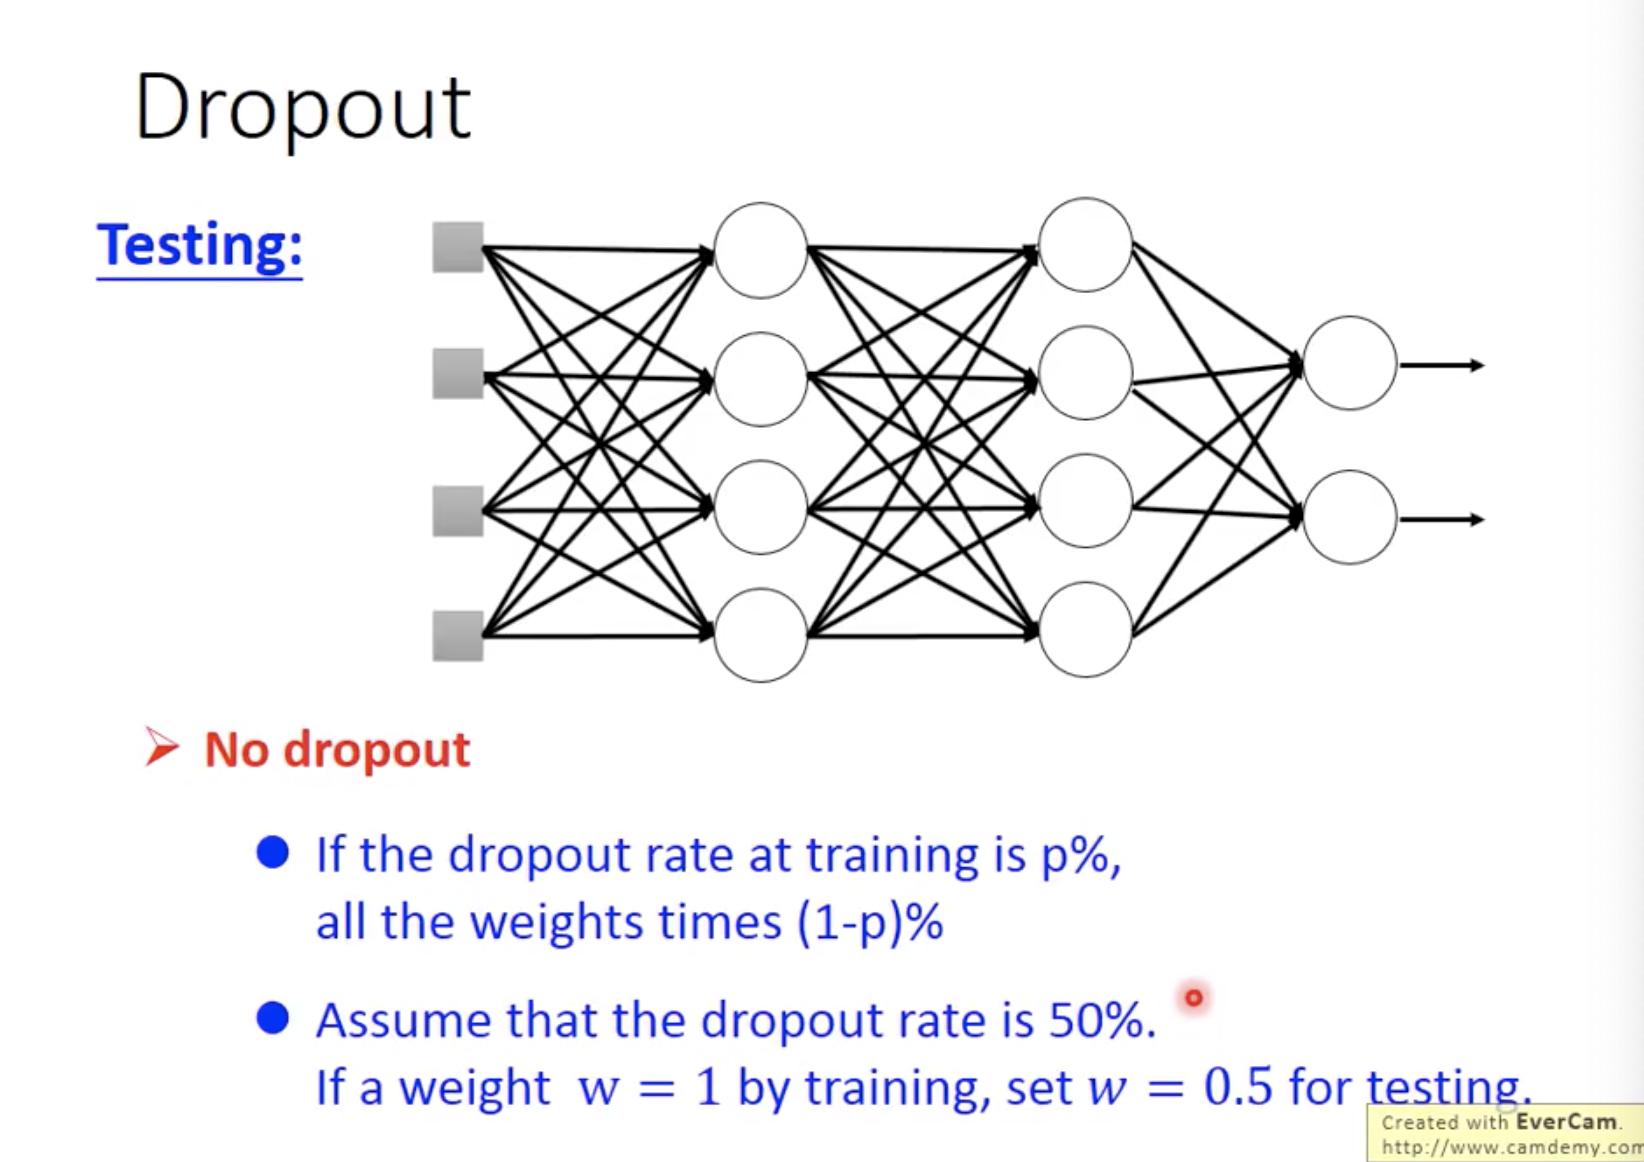 Dropout
Testing:
No dropout
If the dropout rate at training is p%,
all the weights times (1-p)%
Assume that the dropout rate is 50%.
If a weight w = 1 by training, set w = 0.5 for testing.
Created with EverCam.
http://www.camdemy.com